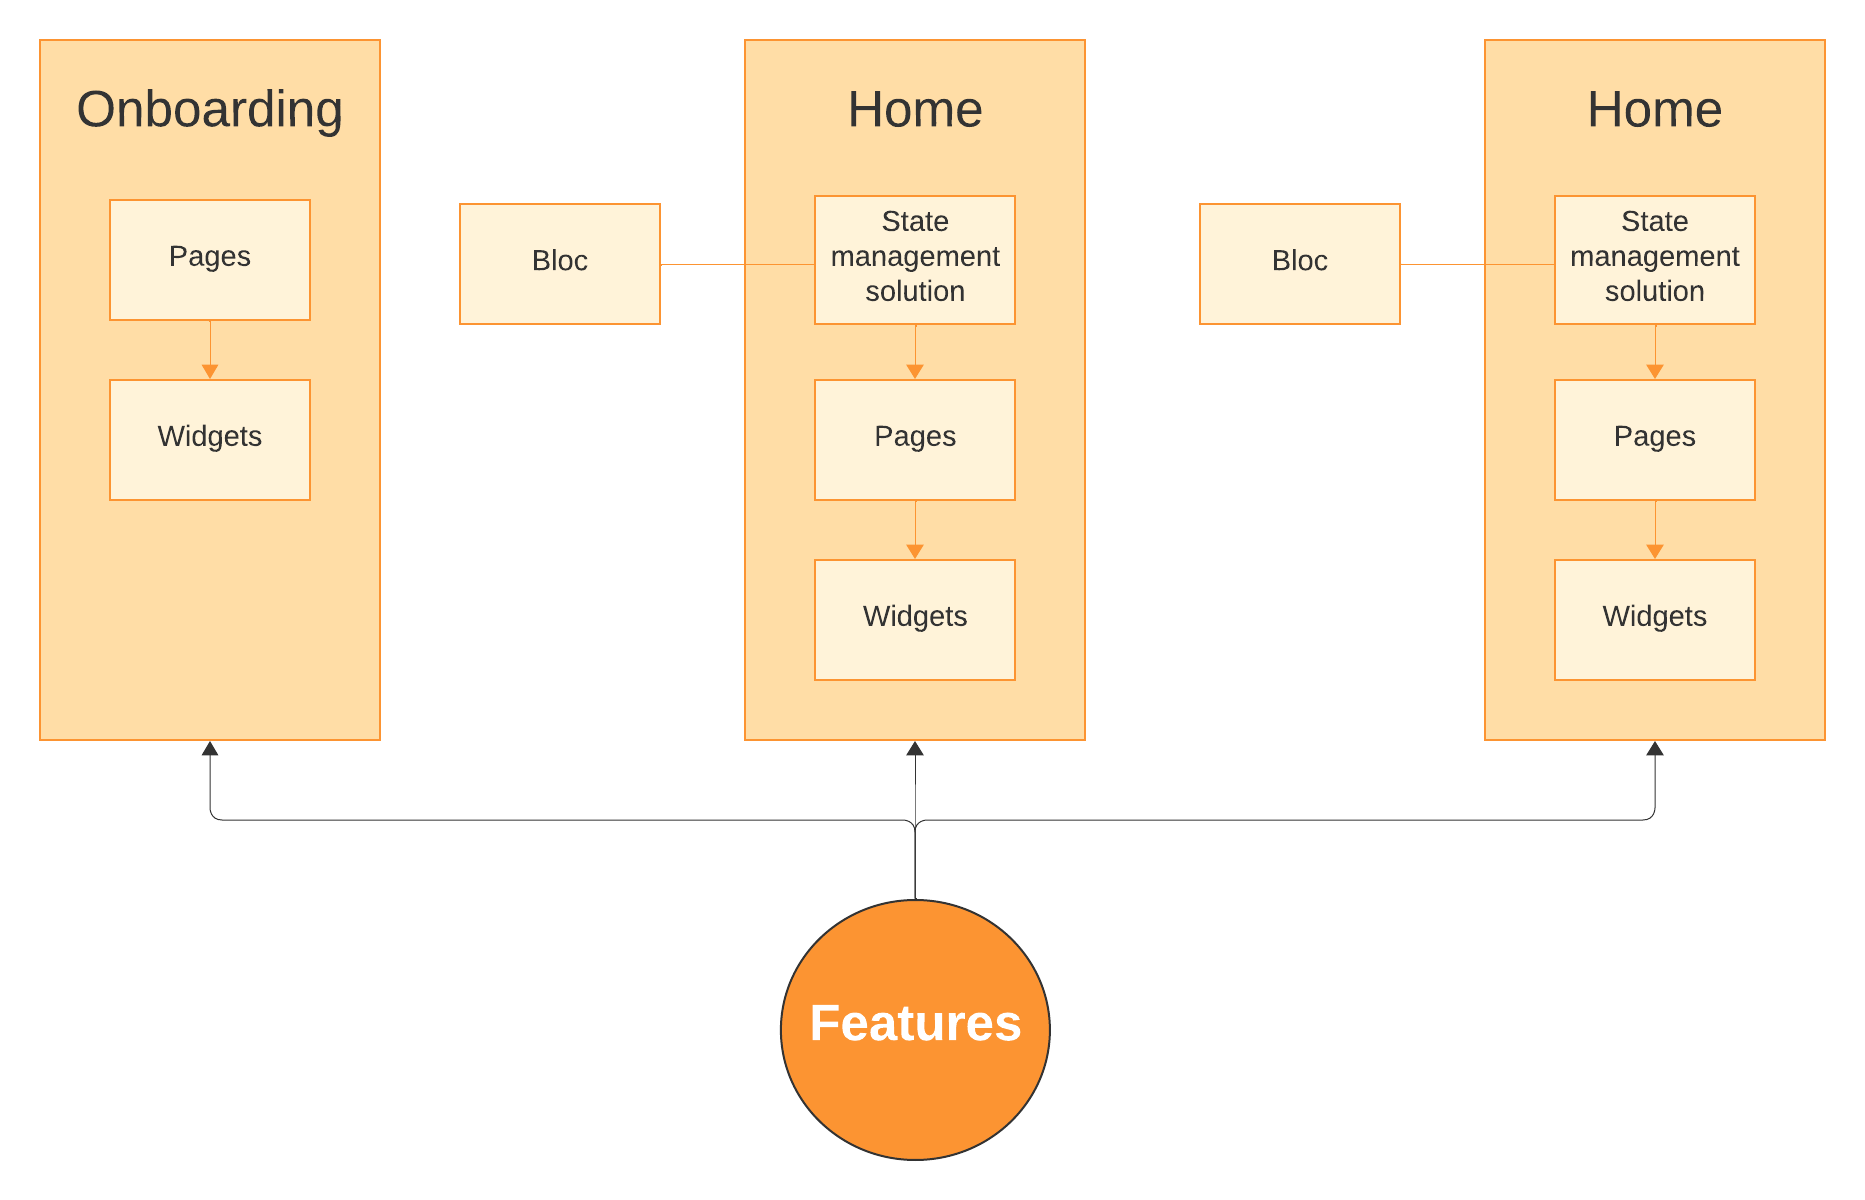 Onboarding
Pages
Widgets
Bloc
Home
State
management
solution
Pages
Widgets
Bloc
Home
State
management
solution
Pages
Widgets
Features